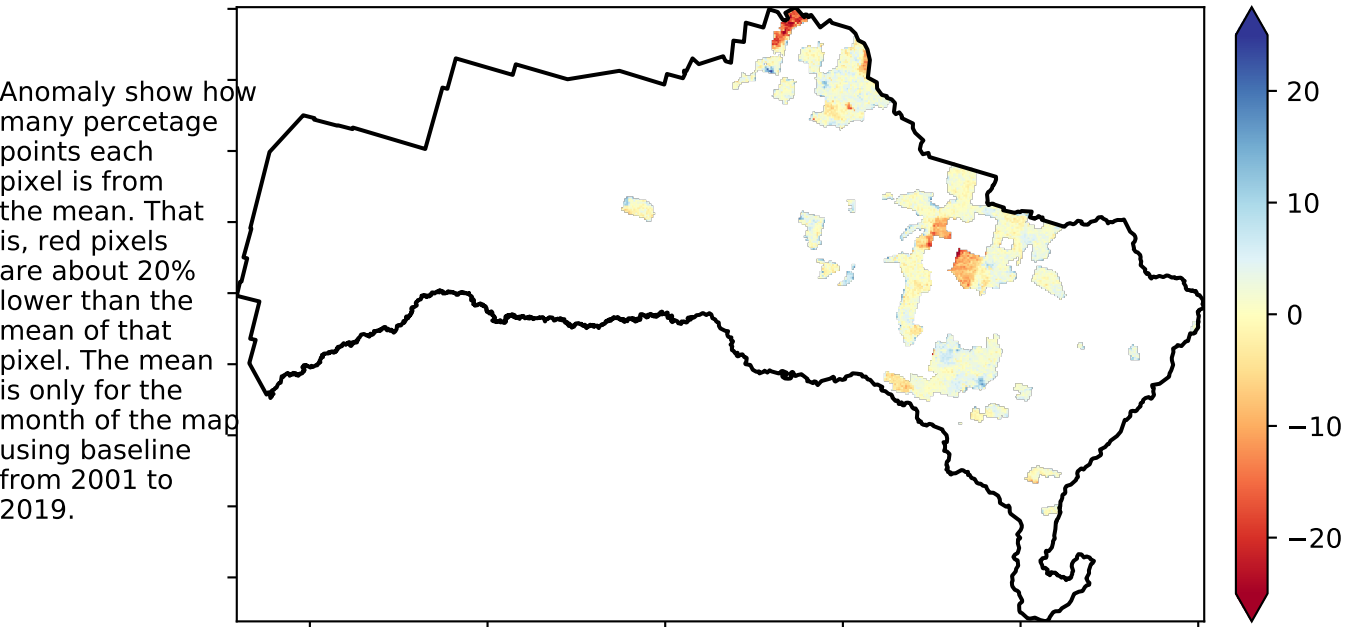 Anomaly show how
many percetage
points each
pixel is from
the mean. That
is, red pixels
are about 20%
lower than the
mean of that
pixel. The mean
is only for the
month of the map
using baseline
from 2001 to
2019.
20
10
0
−10
−20